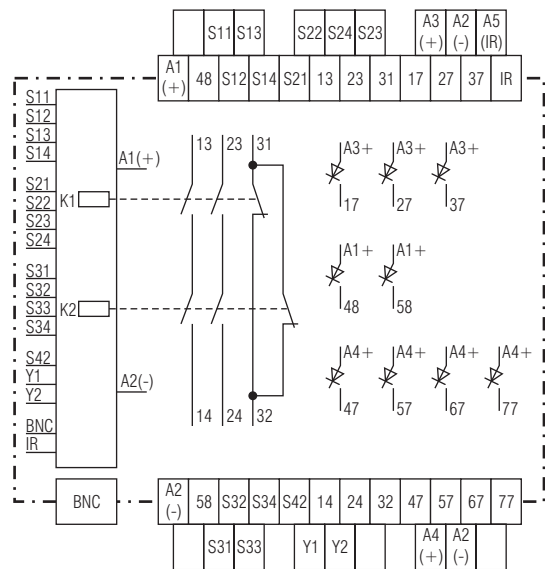 S11 S13 S22 S24 S23 A3 (+) A2 (-) A5 (IR)
A1 (+) 48 S12 S14 S21 13 23 31 17 27 37 IR
S11
S12
S13
S14
A1(+)
S21
K1
S22
S23
S24
S31
S32
K2
S33
S34
S42
Y1
A2(-)
Y2
BNC
IR
13 23 31
14 24 32
A3+ A3+ A3+
17 27 37
A1+ A1+
48 58
A4+ A4+ A4+ A4+
47 57 67 77
BNC
A2 (-) 58 S32 S34 S42 14 24 32 47 57 67 77
S31 S33 Y1 Y2 A4 (+) A2 (-)